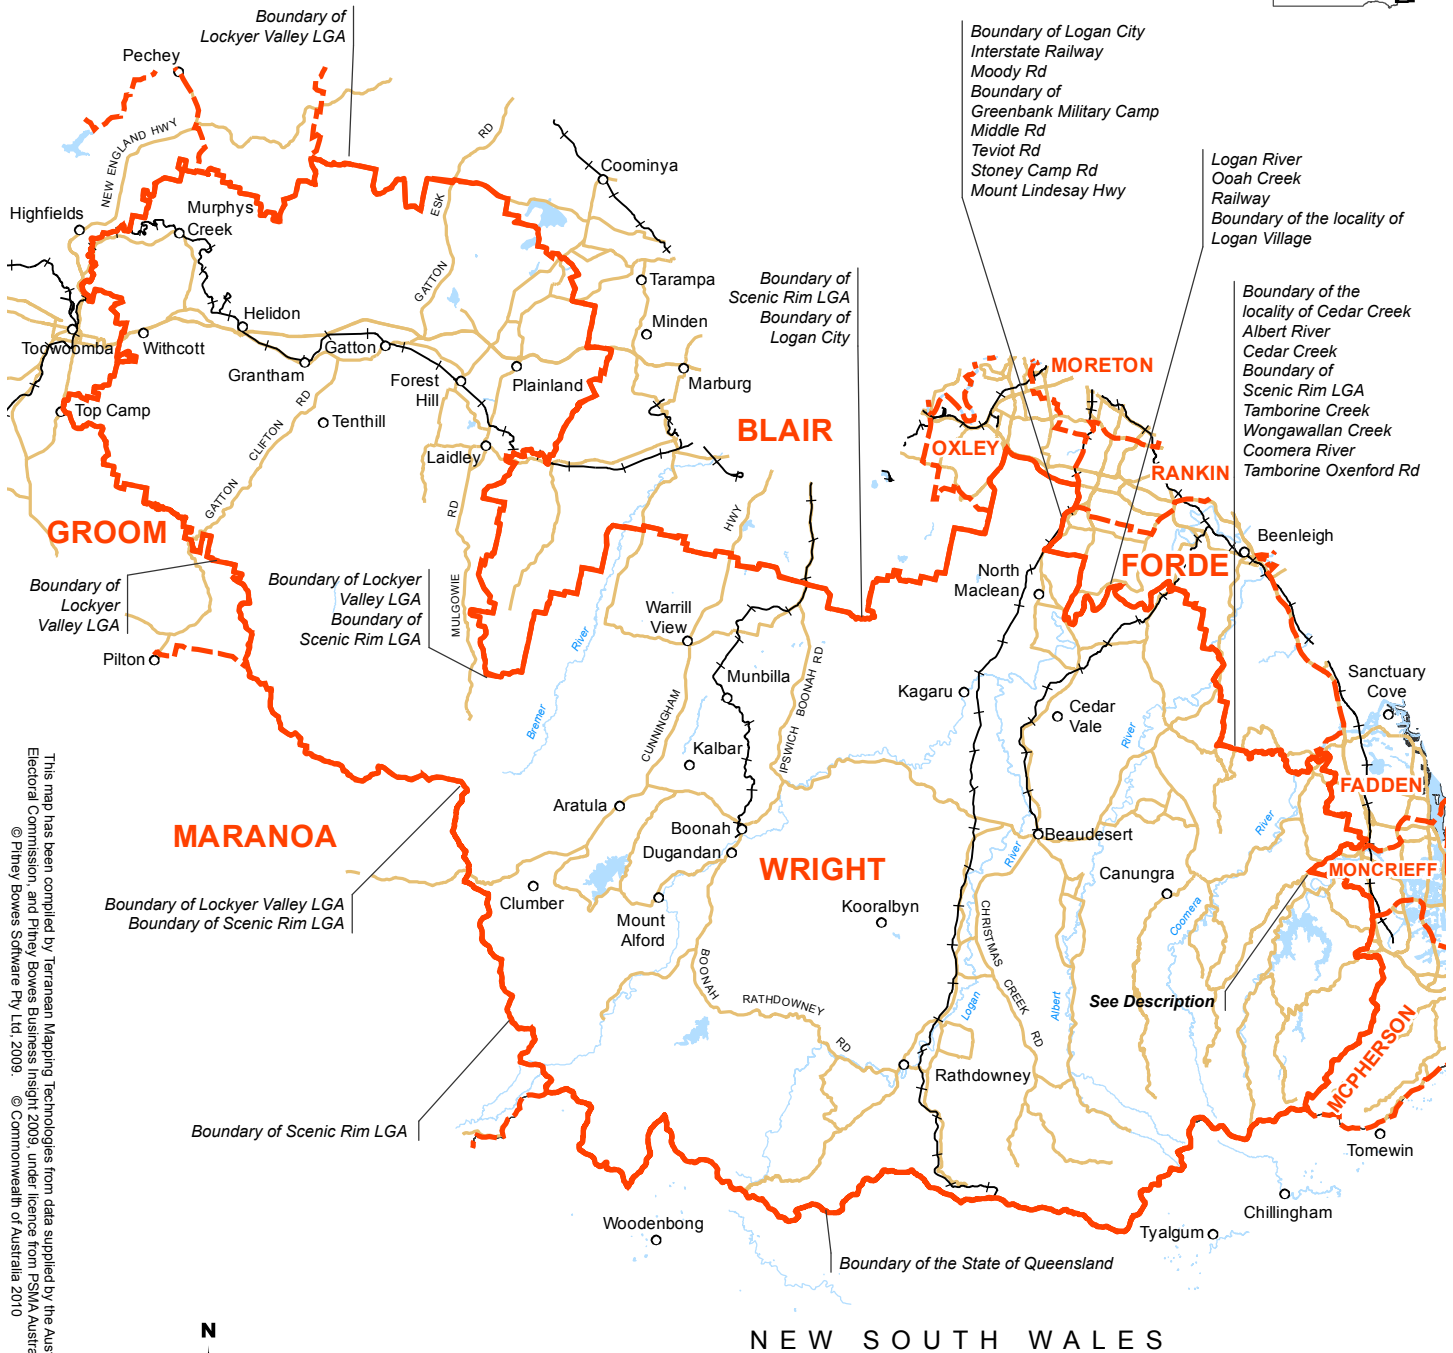 Boundary of
Lockyer Valley LGA
Pechey
NEW ENGLAND HWY
Highfields
Murphys
Creek
ESK
RD
GATTON
Coominya
Tarampa
Minden
Marburg
Helidon
Toowoomba
Withcott
Grantham
Gatton
Forest
Hill
Plainland
Top Camp
Tenthill
Laidley
GATTON
CLIFTON
RD
GROOM
Boundary of
Lockyer
Valley LGA
Pilton
Boundary of Lockyer
Valley LGA
Boundary of
Scenic Rim LGA
MULGOWIE
RD
Boundary of
Scenic Rim LGA
Boundary of
Logan City
BLAIR
Boundary of Logan City
Interstate Railway
Moody Rd
Boundary of
Greenbank Military Camp
Middle Rd
Teviot Rd
Stoney Camp Rd
Mount Lindesay Hwy
Logan River
Ooah Creek
Railway
Boundary of the locality of
Logan Village
Boundary of the
locality of Cedar Creek
Albert River
Cedar Creek
Boundary of
Scenic Rim LGA
Tamborine Creek
Wongawallan Creek
Coomera River
Tamborine Oxenford Rd
MORETON
OXLEY
RANKIN
Beenleigh
FORDE
North
Maclean
HWY
Warrill
View
River
Bremer
CUNNINGHAM
Munbilla
IPSWICH BOONAH RD
Kalbar
Kagaru
Cedar
Vale
River
Sanctuary
Cove
FADDEN
MARANOA
Aratula
Boonah
Dugandan
WRIGHT
Beaudesert
River
River
MONCRIEFF
Boundary of Lockyer Valley LGA
Boundary of Scenic Rim LGA
Clumber
Mount
Alford
Kooralbyn
Canungra
Coomera
CHRISTMAS
CREEK
RD
BOONAH
RATHDOWNEY
RD
Logan
Albert
See Description
MCPHERSON
Rathdowney
Boundary of Scenic Rim LGA
Tomewin
Woodenbong
Chillingham
Tyalgum
Boundary of the State of Queensland
NEW SOUTH WALES
N
This map has been compiled by Terranean Mapping Technologies from data supplied by the Aus
Electoral Commission, and Pitney Bowes Business Insight 2009, under licence from PSMA Austra
© Pitney Bowes Software Pty Ltd, 2009. © Commonwealth of Australia 2010